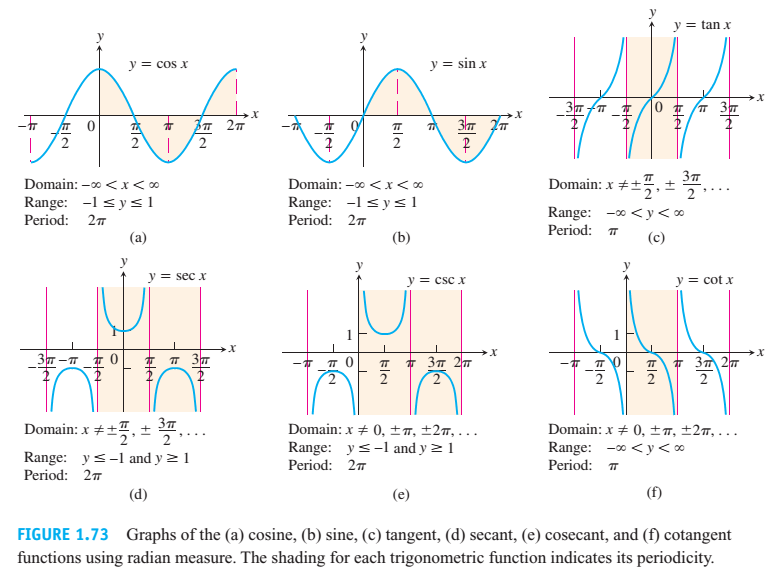 y
y = cos x
−π −π/2 0 π/2 π 3π/2 2π x
Domain: −∞ < x < ∞
Range: −1 ≤ y ≤ 1
Period: 2π
(a)
y
y = sin x
−π −π/2 0 π/2 π 3π/2 2π x
Domain: −∞ < x < ∞
Range: −1 ≤ y ≤ 1
Period: 2π
(b)
y
y = tan x
−3π/2 −π −π/2 0 π/2 π 3π/2 x
Domain: x ≠ ±π/2, ± 3π/2, . . .
Range: −∞ < y < ∞
Period: π
(c)
y
y = sec x
1
−3π/2 −π −π/2 0 π/2 π 3π/2 x
Domain: x ≠ ±π/2, ± 3π/2, . . .
Range: y ≤ −1 and y ≥ 1
Period: 2π
(d)
y
y = csc x
1
−π −π/2 0 π/2 π 3π/2 2π x
Domain: x ≠ 0, ±π, ±2π, . . .
Range: y ≤ −1 and y ≥ 1
Period: 2π
(e)
y
y = cot x
1
−π −π/2 0 π/2 π 3π/2 2π x
Domain: x ≠ 0, ±π, ±2π, . . .
Range: −∞ < y < ∞
Period: π
(f)
FIGURE 1.73 Graphs of the (a) cosine, (b) sine, (c) tangent, (d) secant, (e) cosecant, and (f) cotangent
functions using radian measure. The shading for each trigonometric function indicates its periodicity.